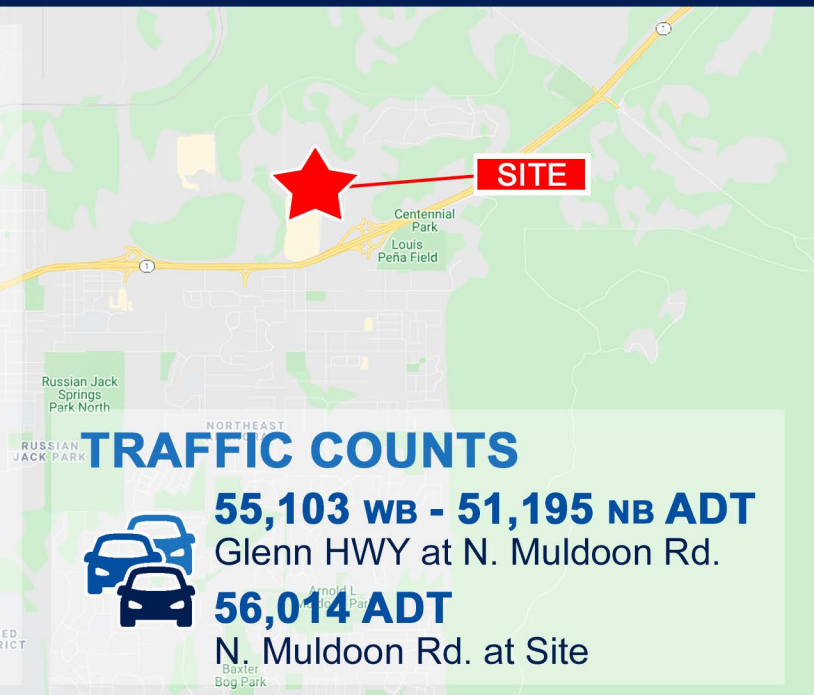 1
SITE
Centennial
Park
Louis
Peña Field
1
Russian Jack
Springs
Park North
NORTHEAST
RUSSIAN
JACK PARK
TRAFFIC COUNTS
55,103 WB - 51,195 NB ADT
Glenn HWY at N. Muldoon Rd.
Arnold L.
56,014 ADT
N. Muldoon Rd. at Site
Baxter
Bog Park